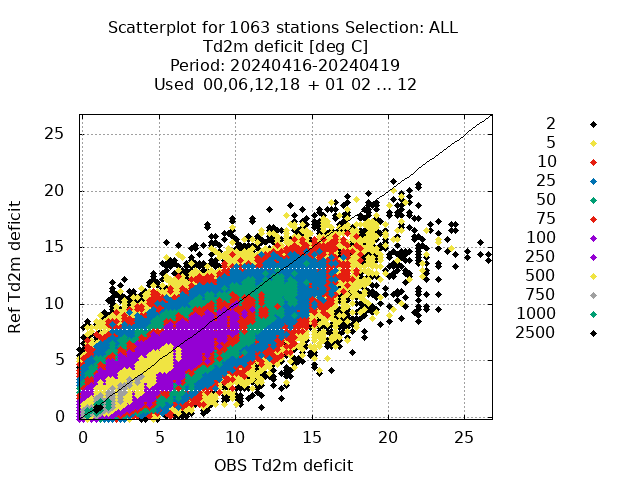 Scatterplot for 1063 stations Selection: ALL
Td2m deficit [deg C]
Period: 20240416-20240419
Used  00,06,12,18 + 01 02 ... 12
Ref Td2m deficit
25
20
15
10
5
0
0 5 10 15 20 25
OBS Td2m deficit
2
5
10
25
50
75
100
250
500
750
1000
2500